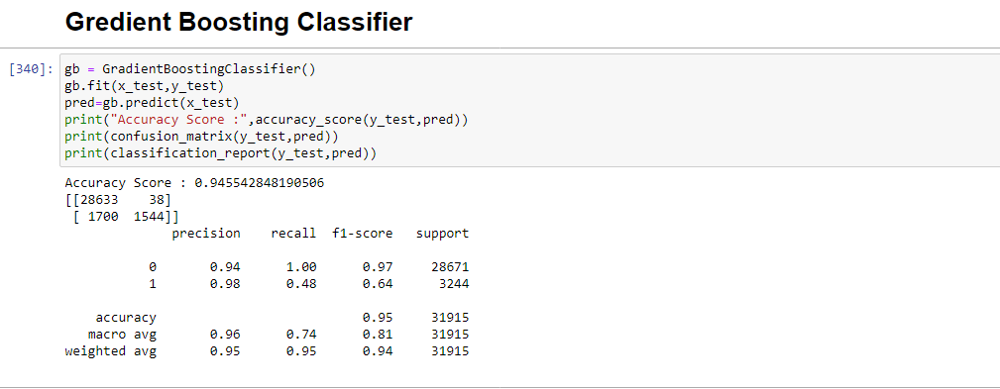 Gredient Boosting Classifier
[340]: gb = GradientBoostingClassifier()
gb.fit(x_test,y_test)
pred=gb.predict(x_test)
print("Accuracy Score :",accuracy_score(y_test,pred))
print(confusion_matrix(y_test,pred))
print(classification_report(y_test,pred))
Accuracy Score : 0.945542848190506
[[28633    38]
 [ 1700  1544]]
              precision    recall  f1-score   support
           0       0.94      1.00      0.97     28671
           1       0.98      0.48      0.64      3244
    accuracy                           0.95     31915
   macro avg       0.96      0.74      0.81     31915
weighted avg       0.95      0.95      0.94     31915